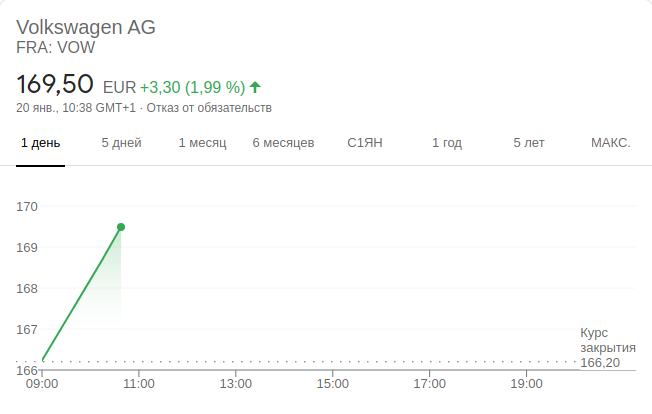 Volkswagen AG
FRA: VOW
169,50 EUR +3,30 (1,99 %)
20 янв., 10:38 GMT+1 · Отказ от обязательств
1 день 5 дней 1 месяц 6 месяцев С1ЯН 1 год 5 лет МАКС.
170
169
168
167
166
Курс
закрытия
166,20
09:00 11:00 13:00 15:00 17:00 19:00